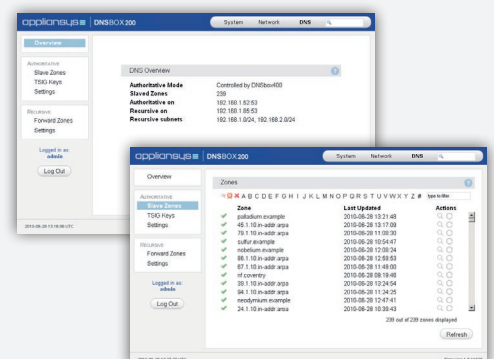 appliansys DNSBOX200
System Network DNS
Overview
Authoritative
Slave Zones
TSIG Keys
Settings
Recursive
Forward Zones
Settings
Logged in as:
admin
Log Out
DNS Overview
Authoritative Mode Controlled by DNSbox400
Slaved Zones 239
Authoritative on 192.168.1.52:53
Recursive on 192.168.1.85:53
Recursive subnets 192.168.1.0/24, 192.168.2.0/24
appliansys DNSBOX200
System Network DNS
Overview
Authoritative
Slave Zones
TSIG Keys
Settings
Recursive
Forward Zones
Settings
Logged in as:
admin
Log Out
Zones
A B C D E F G H I J K L M N O P Q R S T U V W X Y Z # type to filter
Zone Last Updated Actions
palladium.example 2010-06-28 13:21:48
45.1.10.in-addr.arpa 2010-06-28 13:17:09
79.1.10.in-addr.arpa 2010-06-28 11:00:30
sulfur.example 2010-06-28 10:54:47
nobelium.example 2010-06-28 12:00:24
86.1.10.in-addr.arpa 2010-06-28 12:59:53
67.1.10.in-addr.arpa 2010-06-28 11:49:00
nf.coventry 2010-06-28 09:19:46
39.1.10.in-addr.arpa 2010-06-28 13:24:54
94.1.10.in-addr.arpa 2010-06-28 11:34:25
neodymium.example 2010-06-28 12:47:41
24.1.10.in-addr.arpa 2010-06-28 10:39:43
239 out of 239 zones displayed
Refresh